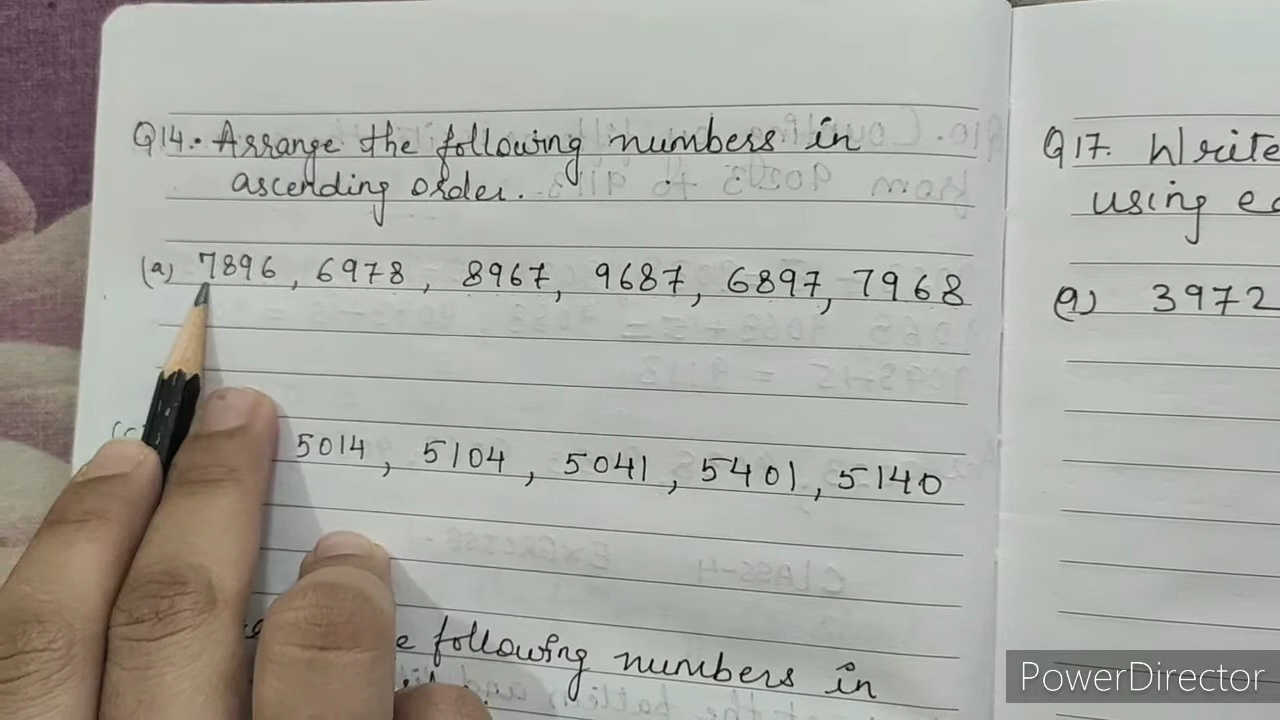 Q14. Arrange the following numbers in
ascending order.
(a) 7896, 6978, 8967, 9687, 6897, 7968
5014, 5104, 5041, 5401, 5140
following numbers in
Q17. Write
using
a) 3972
PowerDirector